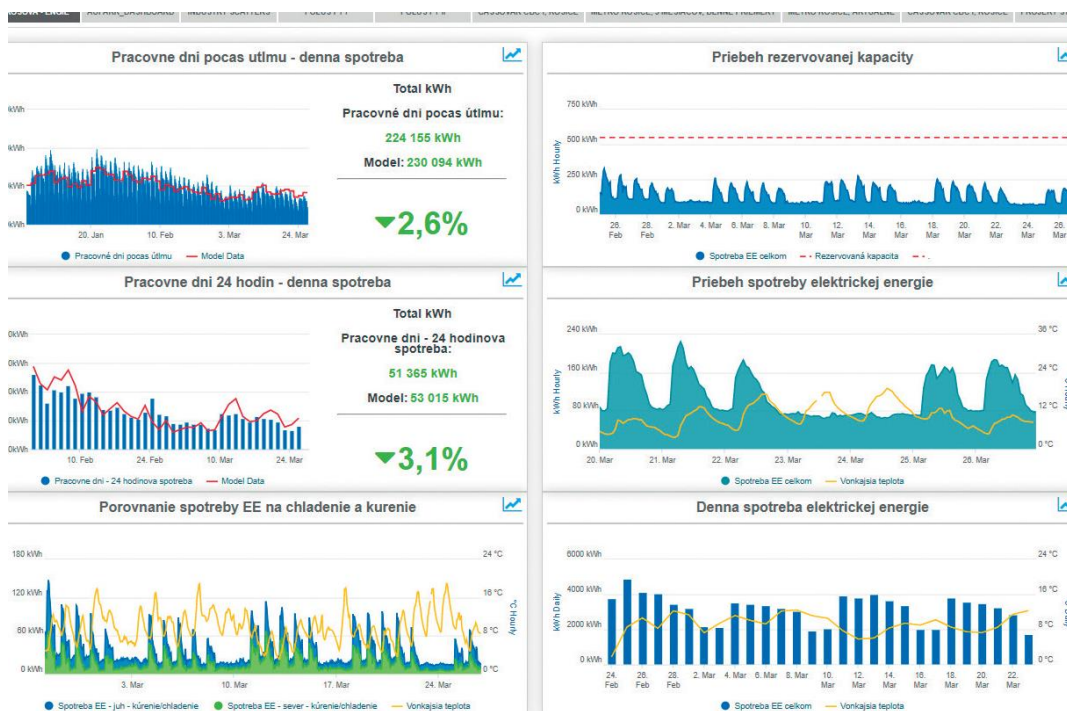 AGPARK_DASHBOARD
INDUSTRY SCATTERS
CASSOVAR CBC I, KOŠICE
Pracovne dni pocas utlmu - denna spotreba
Total kWh
Pracovné dni pocas útlmu:
224 155 kWh
Model: 230 094 kWh
2,6%
20. Jan
10. Feb
3. Mar
24. Mar
Pracovné dni pocas útlmu
Model Data
Priebeh rezervovanej kapacity
kWh Hourly
750 kWh
500 kWh
250 kWh
0 kWh
26. Feb
28. Feb
2. Mar
4. Mar
6. Mar
8. Mar
10. Mar
12. Mar
14. Mar
16. Mar
18. Mar
20. Mar
22. Mar
24. Mar
26. Mar
Spotreba EE celkom
Rezervovaná kapacita
.
Pracovne dni 24 hodin - denna spotreba
Total kWh
Pracovne dni - 24 hodinova
spotreba:
51 365 kWh
Model: 53 015 kWh
3,1%
10. Feb
24. Feb
10. Mar
24. Mar
Pracovne dni - 24 hodinova spotreba
Model Data
Priebeh spotreby elektrickej energie
kWh Hourly
240 kWh
160 kWh
80 kWh
0 kWh
36 °C
24 °C
12 °C
0 °C
20. Mar
21. Mar
22. Mar
23. Mar
24. Mar
25. Mar
26. Mar
Spotreba EE celkom
Vonkajsia teplota
Porovnanie spotreby EE na chladenie a kurenie
180 kWh
120 kWh
60 kWh
0 kWh
24 °C
16 °C
8 °C
0 °C
°C Hourly
3. Mar
10. Mar
17. Mar
24. Mar
Spotreba EE - juh - kúrenie/chladenie
Spotreba EE - sever - kúrenie/chladenie
Vonkajsia teplota
Denna spotreba elektrickej energie
kWh Daily
6000 kWh
4000 kWh
2000 kWh
0 kWh
24 °C
16 °C
8 °C
0 °C
24. Feb
26. Feb
28. Feb
2. Mar
4. Mar
6. Mar
8. Mar
10. Mar
12. Mar
14. Mar
16. Mar
18. Mar
20. Mar
22. Mar
Spotreba EE celkom
Vonkajsia teplota